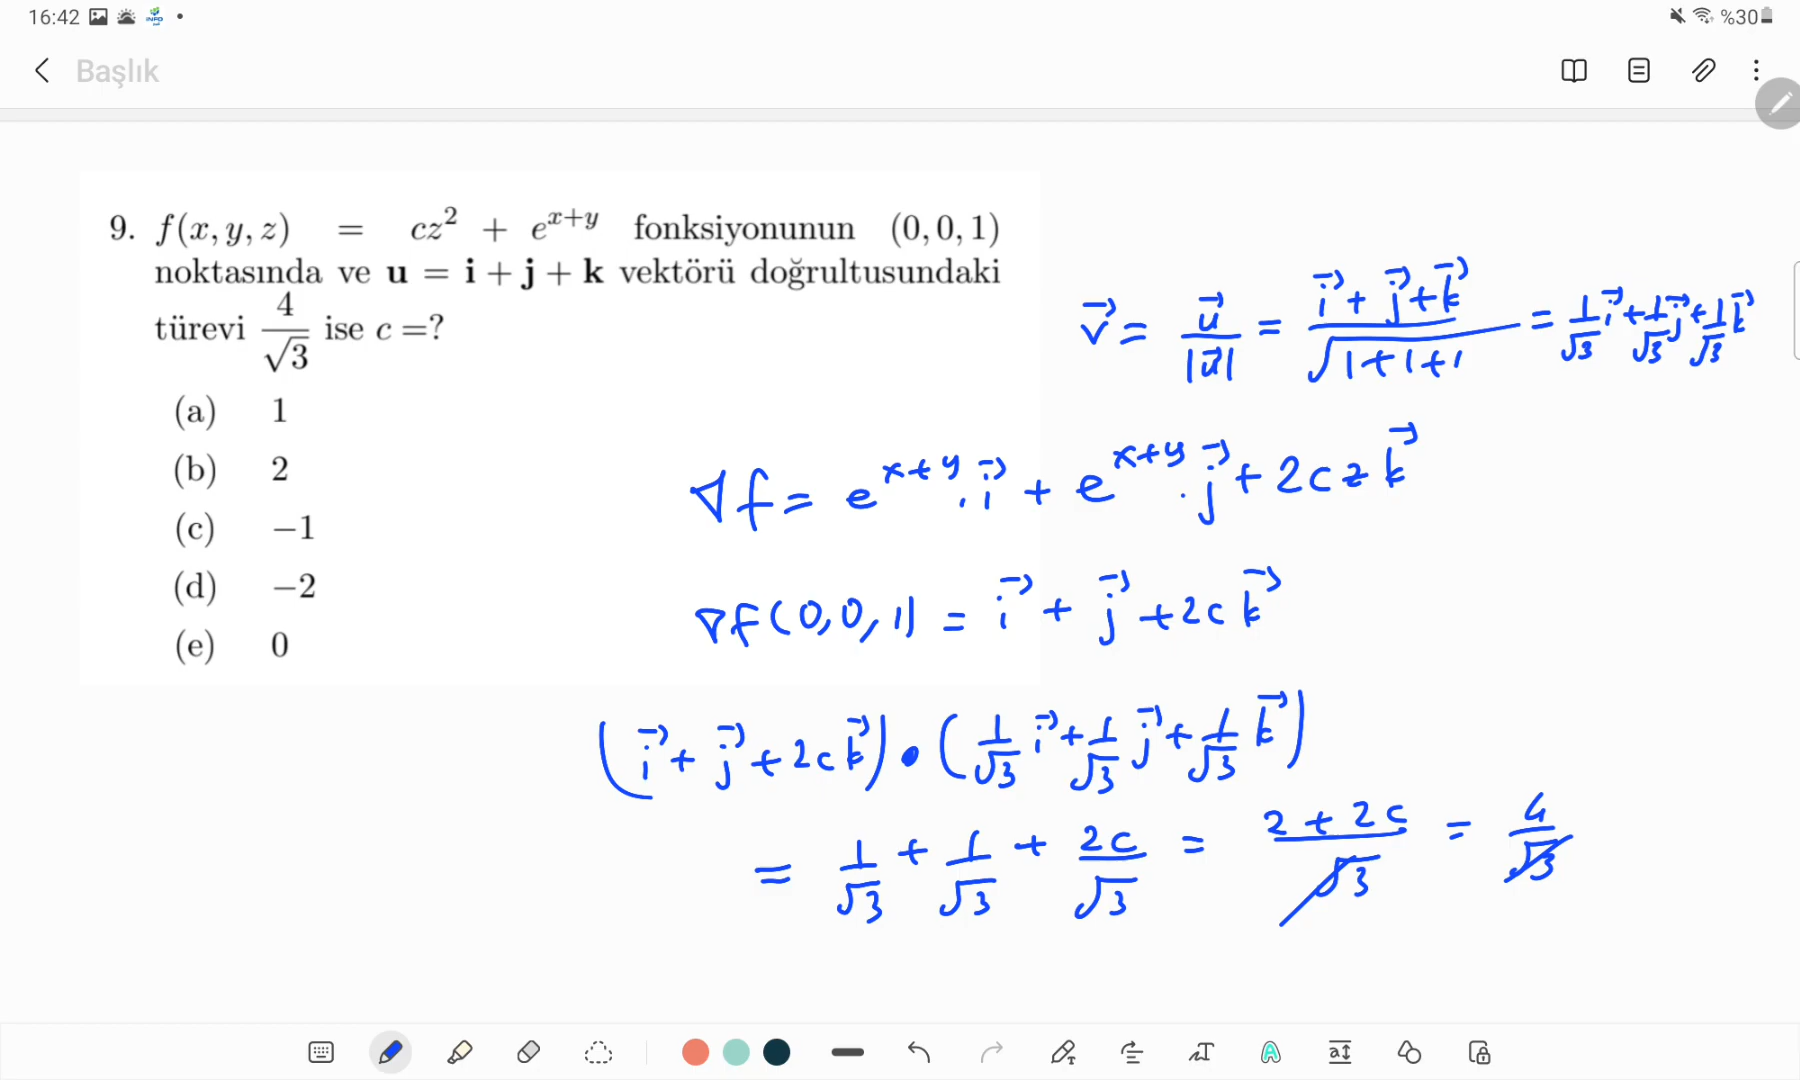 16:42
%30
Başlık
9. f(x, y, z) = cz² + e^{x+y} fonksiyonunun (0, 0, 1)
noktasında ve u = i + j + k vektörü doğrultusundaki
türevi 4/√3 ise c =?
(a) 1
(b) 2
(c) −1
(d) −2
(e) 0
v⃗ = u⃗/|u⃗| = (i⃗ + j⃗ + k⃗)/√(1+1+1) = 1/√3 i⃗ + 1/√3 j⃗ + 1/√3 k⃗
∇f = e^{x+y} . i⃗ + e^{x+y} . j⃗ + 2cz k⃗
∇f(0,0,1) = i⃗ + j⃗ + 2c k⃗
(i⃗ + j⃗ + 2c k⃗) • (1/√3 i⃗ + 1/√3 j⃗ + 1/√3 k⃗)
= 1/√3 + 1/√3 + 2c/√3 = (2 + 2c)/√3 = 4/√3